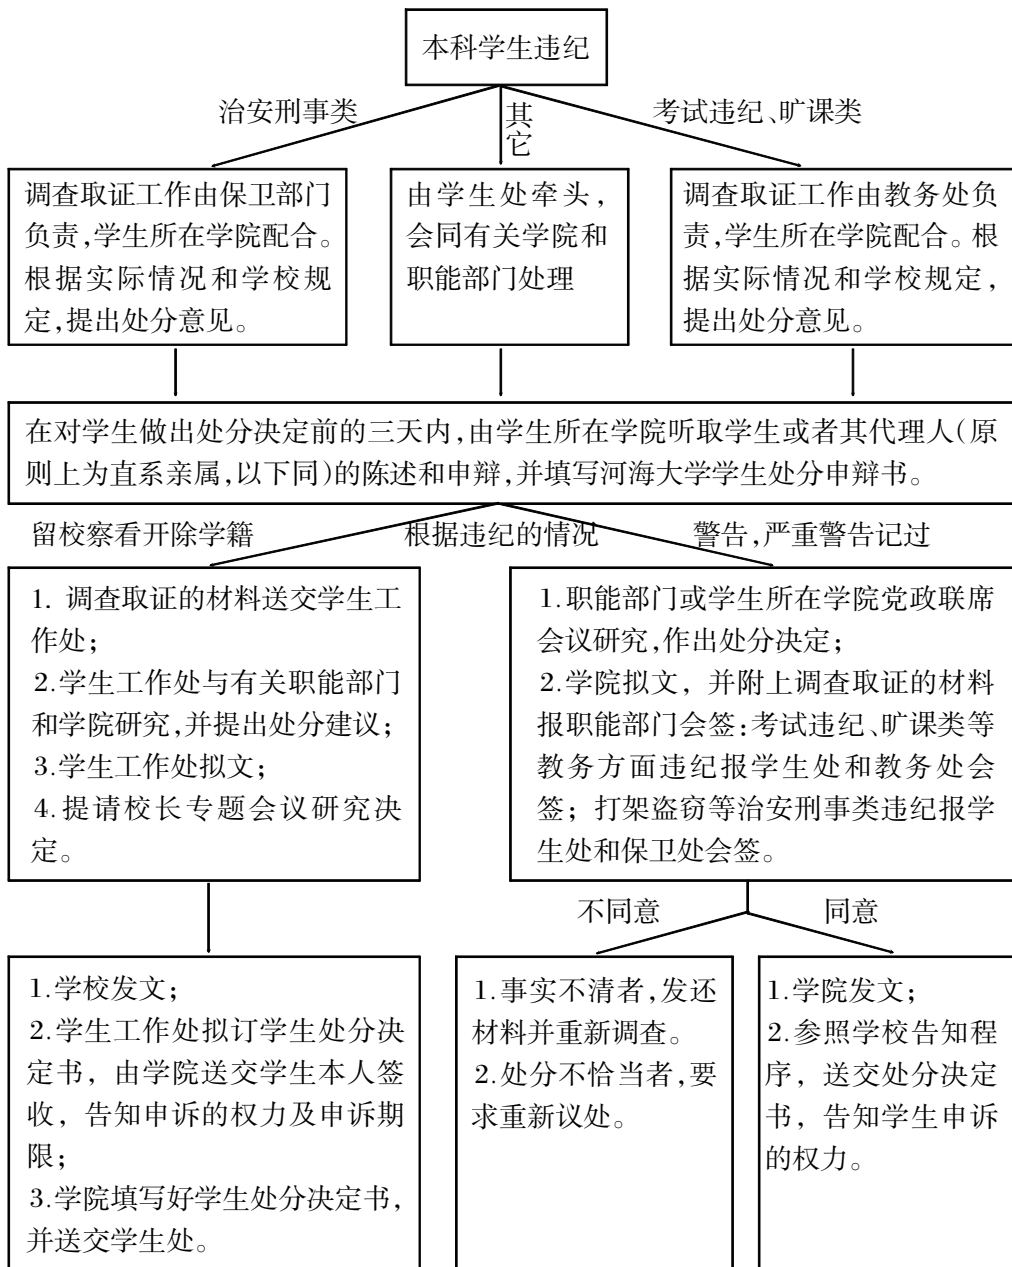 本科学生违纪
治安刑事类
其它
考试违纪、旷课类
调查取证工作由保卫部门
负责,学生所在学院配合。
根据实际情况和学校规
定,提出处分意见。
由学生处牵头,
会同有关学院和
职能部门处理
调查取证工作由教务处负
责,学生所在学院配合。根
据实际情况和学校规定,
提出处分意见。
在对学生做出处分决定前的三天内,由学生所在学院听取学生或者其代理人(原
则上为直系亲属,以下同)的陈述和申辩,并填写河海大学学生处分申辩书。
留校察看开除学籍
根据违纪的情况
警告,严重警告记过
1. 调查取证的材料送交学生工
作处;
2.学生工作处与有关职能部门
和学院研究,并提出处分建议;
3.学生工作处拟文;
4.提请校长专题会议研究决
定。
1.职能部门或学生所在学院党政联席
会议研究,作出处分决定;
2.学院拟文，并附上调查取证的材料
报职能部门会签:考试违纪、旷课类等
教务方面违纪报学生处和教务处会
签；打架盗窃等治安刑事类违纪报学
生处和保卫处会签。
不同意
同意
1.学校发文;
2.学生工作处拟订学生处分决
定书，由学院送交学生本人签
收，告知申诉的权力及申诉期
限;
3.学院填写好学生处分决定书,
并送交学生处。
1.事实不清者,发还
材料并重新调查。
2.处分不恰当者,要
求重新议处。
1.学院发文;
2.参照学校告知程
序，送交处分决定
书，告知学生申诉
的权力。